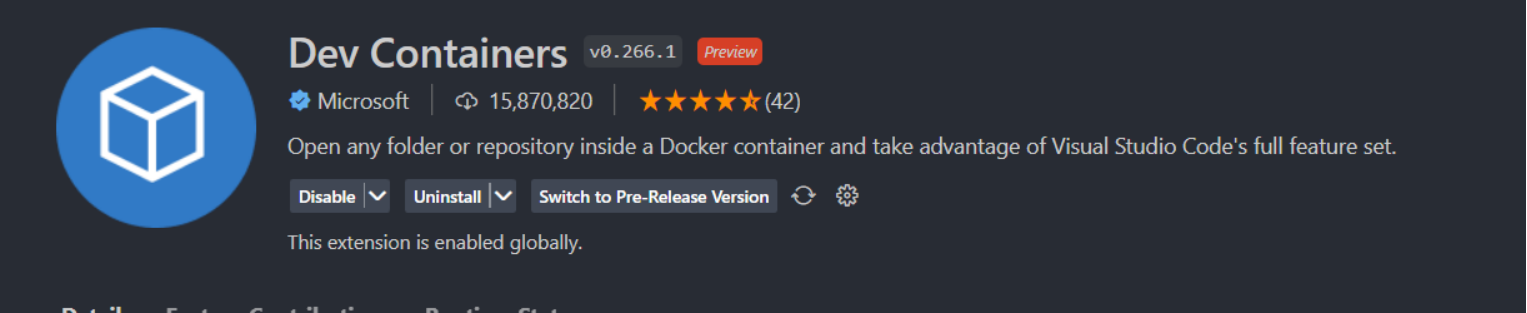 Dev Containers v0.266.1 Preview
Microsoft 15,870,820 (42)
Open any folder or repository inside a Docker container and take advantage of Visual Studio Code's full feature set.
Disable Uninstall Switch to Pre-Release Version
This extension is enabled globally.